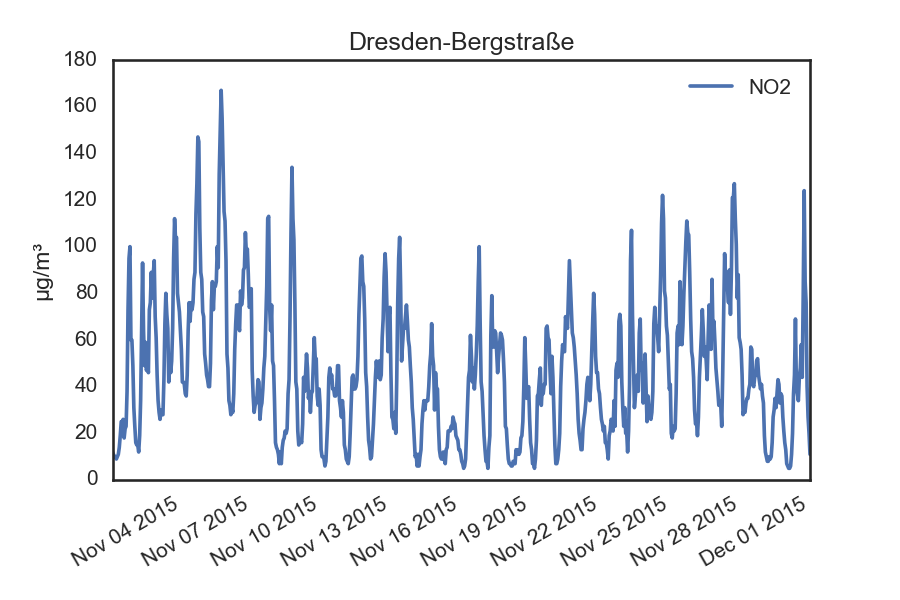 Dresden-Bergstraße
180
160
140
120
100
80
60
40
20
0
µg/m³
NO2
Nov 04 2015
Nov 07 2015
Nov 10 2015
Nov 13 2015
Nov 16 2015
Nov 19 2015
Nov 22 2015
Nov 25 2015
Nov 28 2015
Dec 01 2015